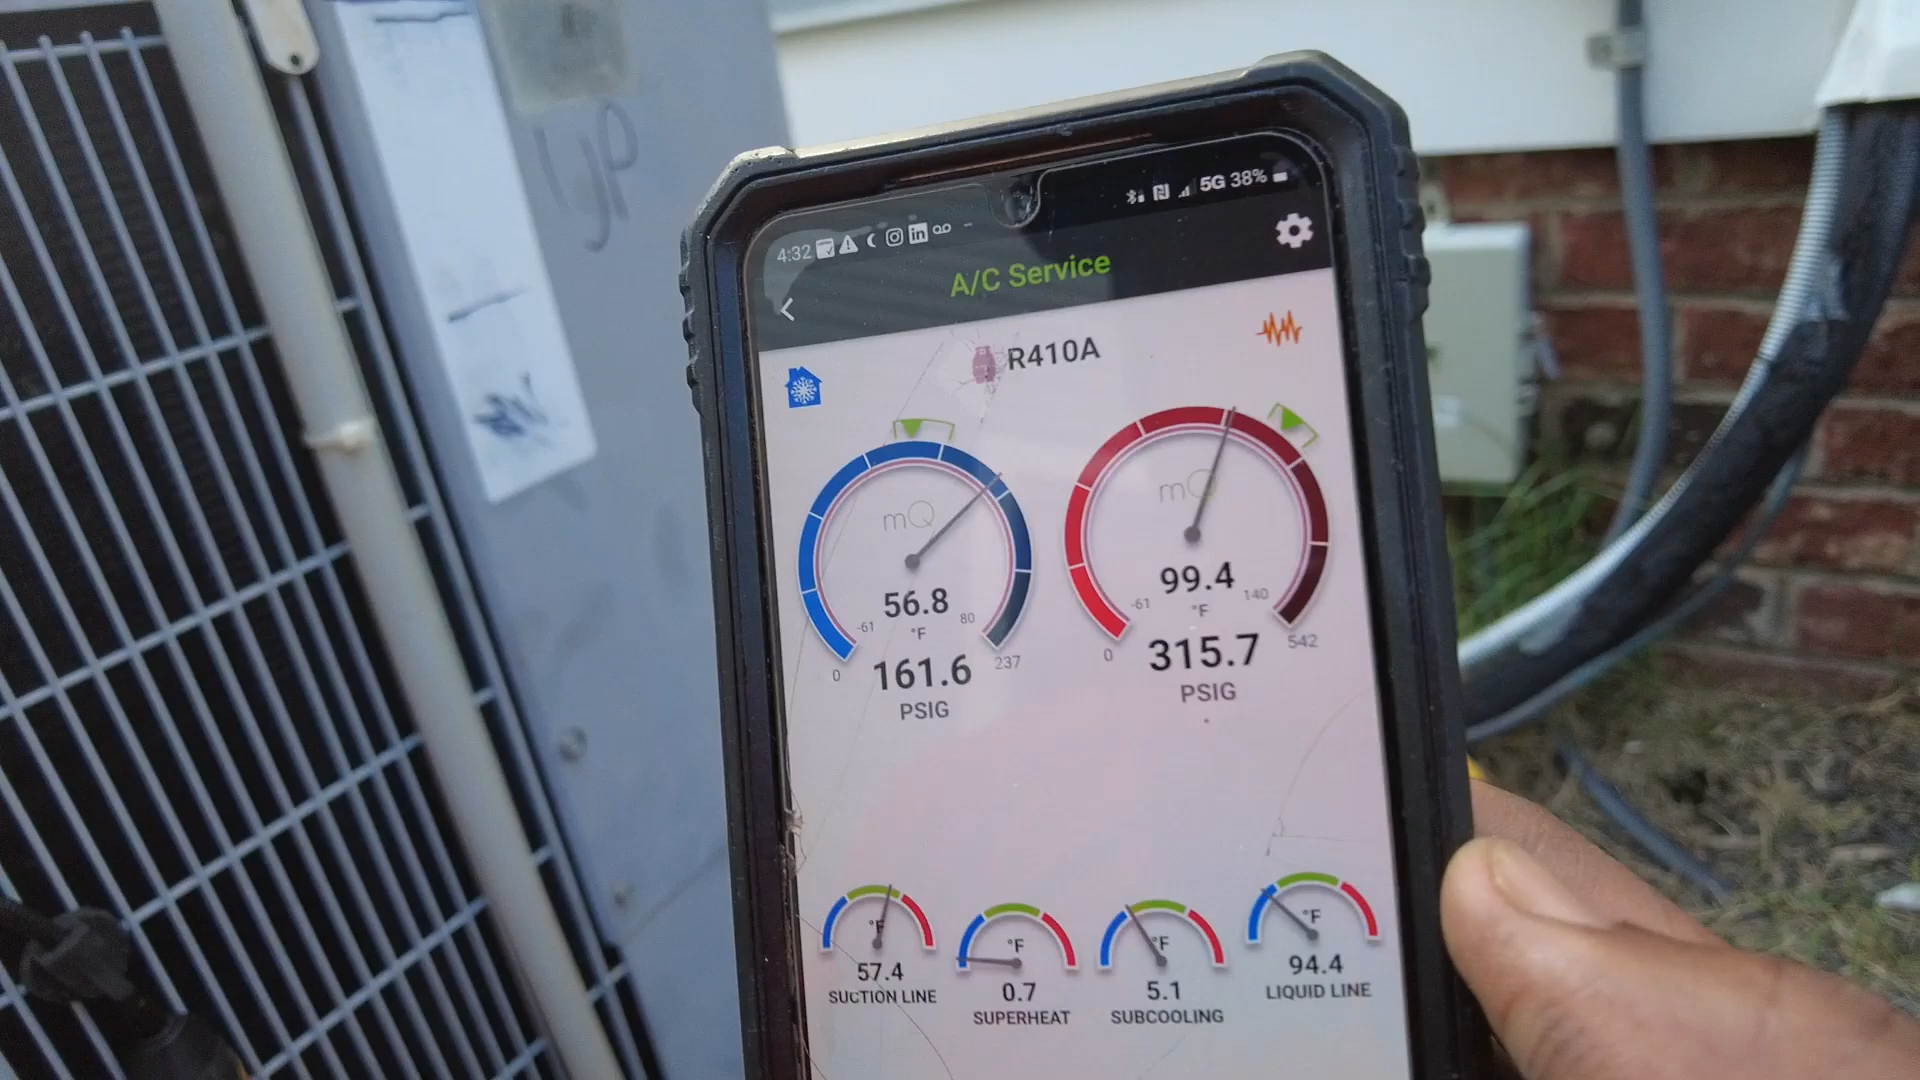 4:32
5G 38%
A/C Service
R410A
mQ
56.8
°F
-61
80
161.6
0
237
PSIG
mQ
99.4
°F
-61
140
315.7
0
542
PSIG
°F
57.4
SUCTION LINE
°F
0.7
SUPERHEAT
°F
5.1
SUBCOOLING
°F
94.4
LIQUID LINE